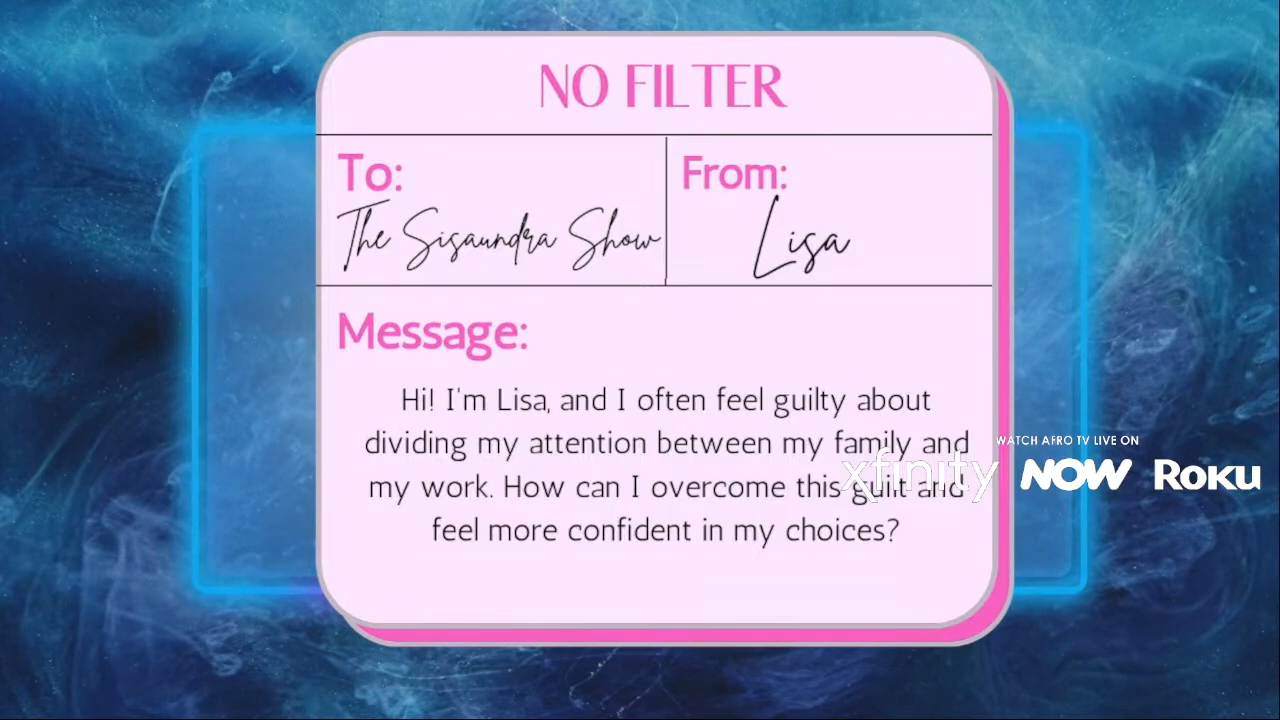 NO FILTER
To:
The Sisaundra Show
From:
Lisa
Message:
Hi! I'm Lisa, and I often feel guilty about
dividing my attention between my family and
my work. How can I overcome this guilt and
feel more confident in my choices?
WATCH AFRO TV LIVE ON
xfinity NOW ROKU